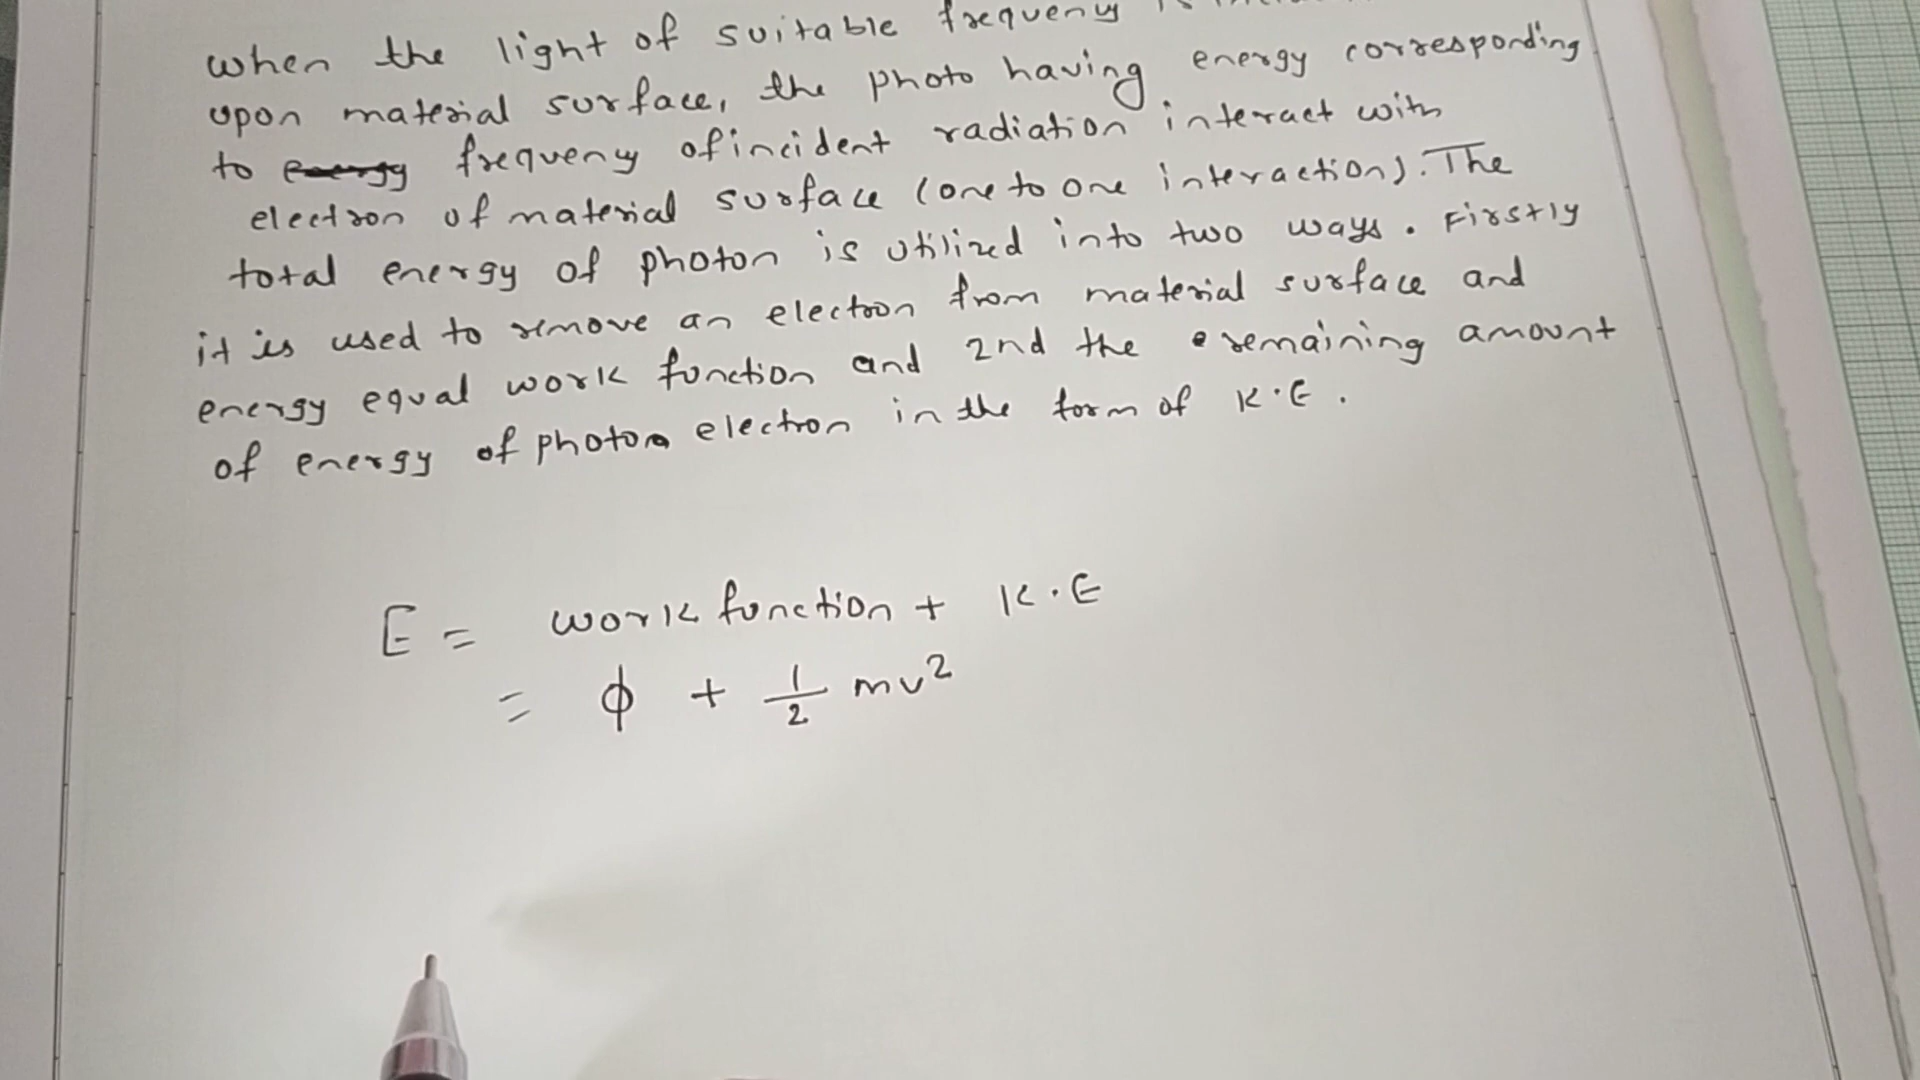 when the light of suitable frequeny is
upon material surface, the photo having energy corresponding
to energy frequeny of incident radiation interact with
electron of material surface (one to one interaction). The
total energy of photon is utilized into two ways. Firstly
it is used to remove an electron from material surface and
energy equal work function and 2nd the remaining amount
of energy of photon electron in the form of K.E.
E = work function + K.E
= ϕ + 1/2 mv²